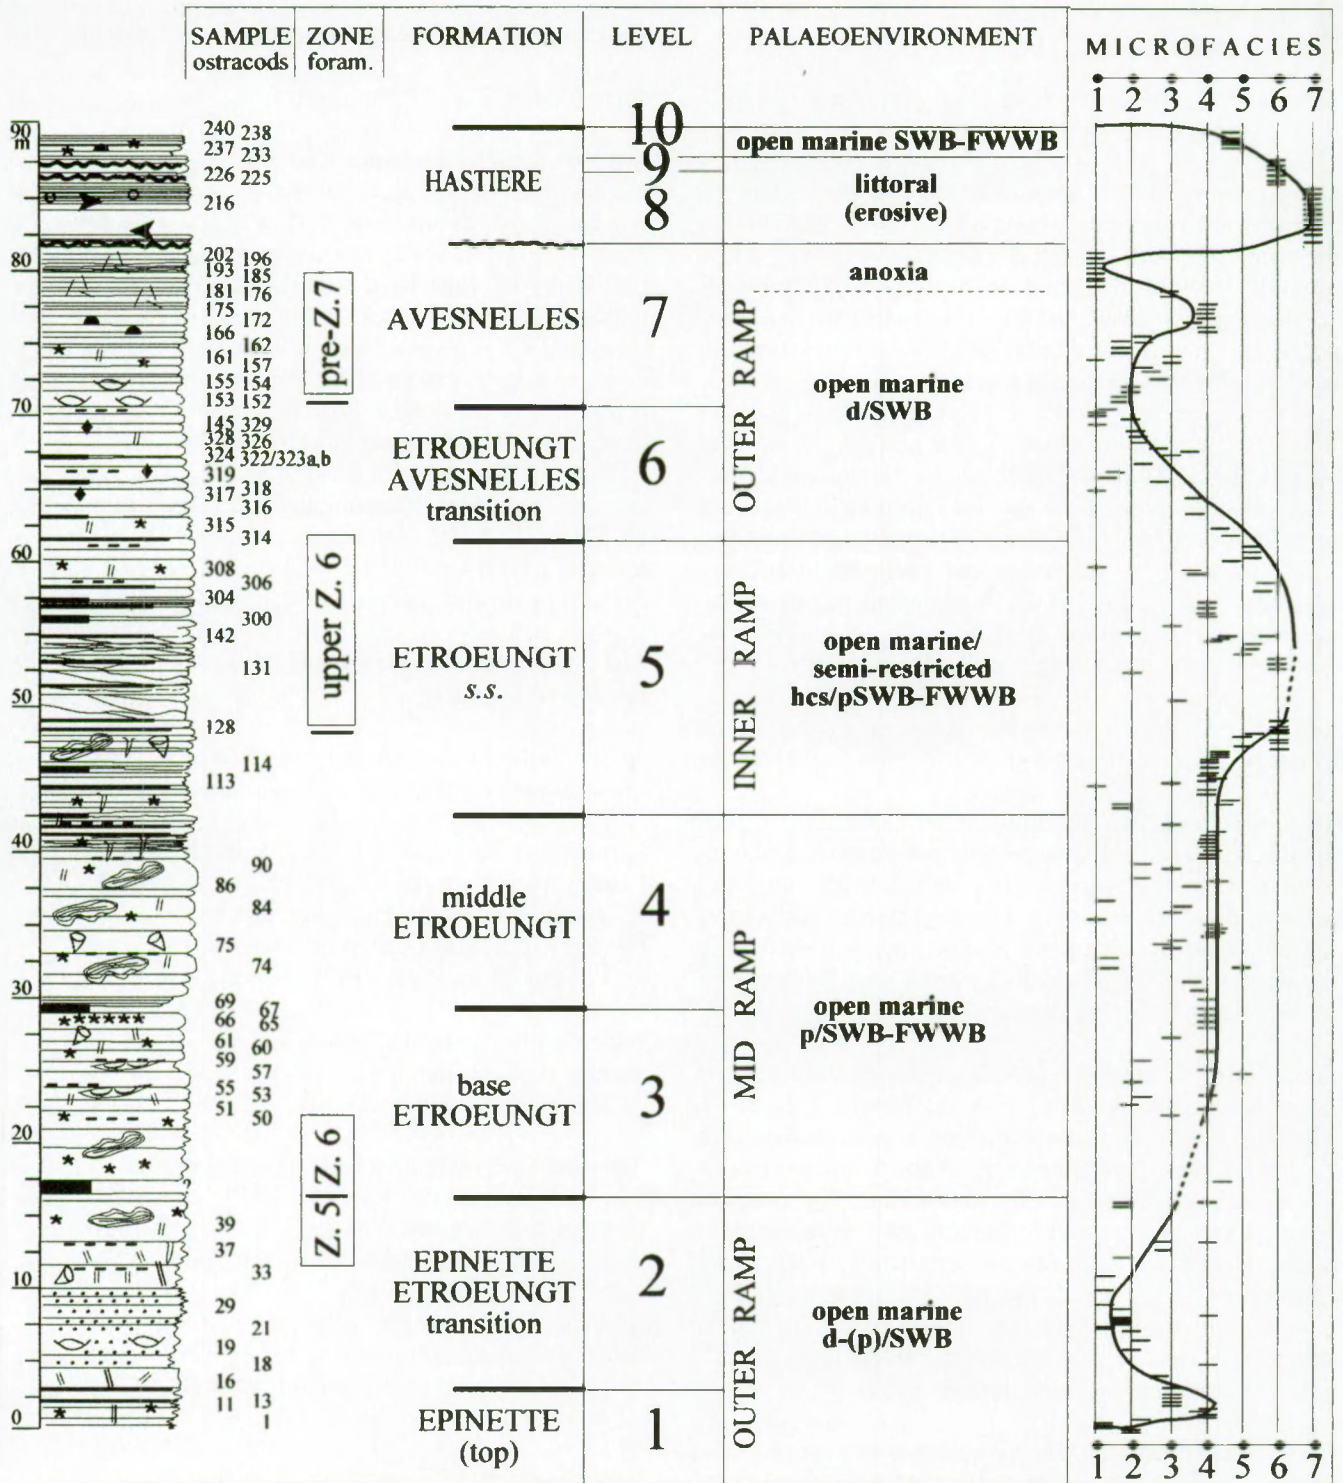 SAMPLE ostracods
ZONE foram.
FORMATION
LEVEL
PALAEOENVIRONMENT
MICROFACIES
1 2 3 4 5 6 7
90 m
80
70
60
50
40
30
20
10
0
240 238
237 233
226 225
216
202 196
193 185
181 176
175 172
166 162
161 157
155 154
153 152
145 329
328 326
324 322/323a,b
319
317 318
316
315
314
308
306
304
300
142
131
128
114
113
90
86
84
75
74
69
67
66
65
61
60
59
57
55
53
51
50
39
37
33
29
21
19
18
16
11 13
1
pre-Z.7
upper Z. 6
Z. 5|Z. 6
HASTIERE
AVESNELLES
ETROEUNGT
AVESNELLES
transition
ETROEUNGT
s.s.
middle
ETROEUNGT
base
ETROEUNGT
EPINETTE
ETROEUNGT
transition
EPINETTE
(top)
10
9
8
7
6
5
4
3
2
1
open marine SWB-FWWB
littoral
(erosive)
anoxia
OUTER RAMP
open marine
d/SWB
INNER RAMP
open marine/
semi-restricted
hcs/pSWB-FWWB
MID RAMP
open marine
p/SWB-FWWB
OUTER RAMP
open marine
d-(p)/SWB
1 2 3 4 5 6 7